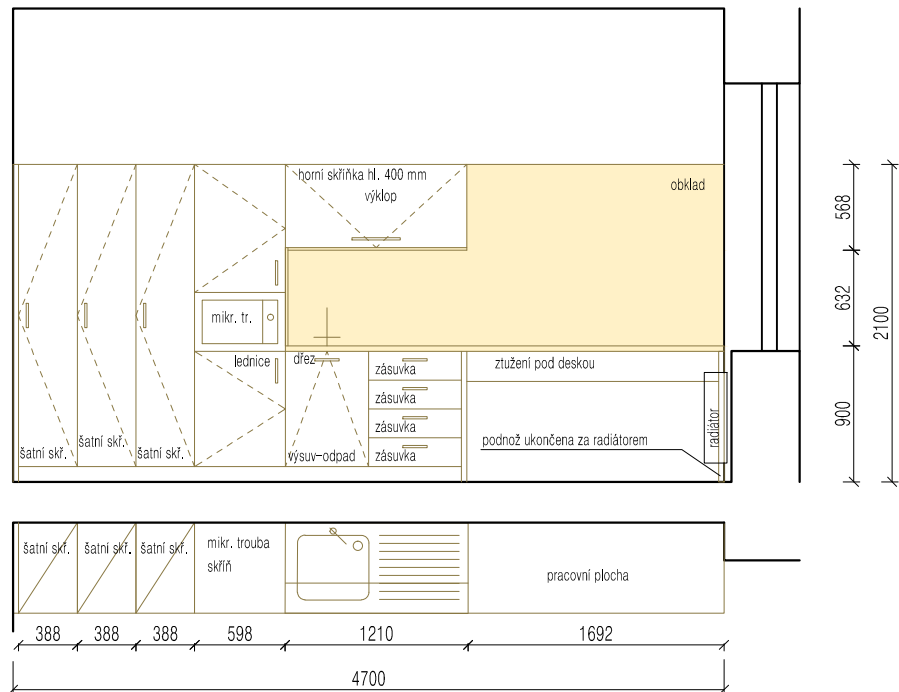 horní skříňka hl. 400 mm
výklop
obklad
568
632
2100
900
mikr. tr.
lednice
dřez
zásuvka
zásuvka
zásuvka
zásuvka
ztužení pod deskou
radiátor
podnož ukončena za radiátorem
šatní skř.
šatní skř.
šatní skř.
výsuv-odpad
šatní skř.
šatní skř.
šatní skř.
mikr. trouba
skříň
pracovní plocha
388
388
388
598
1210
1692
4700